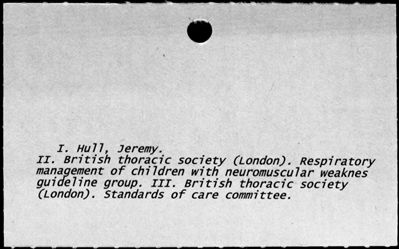 I. Hull, Jeremy.
II. British thoracic society (London). Respiratory
management of children with neuromuscular weaknes
guideline group. III. British thoracic society
(London). Standards of care committee.